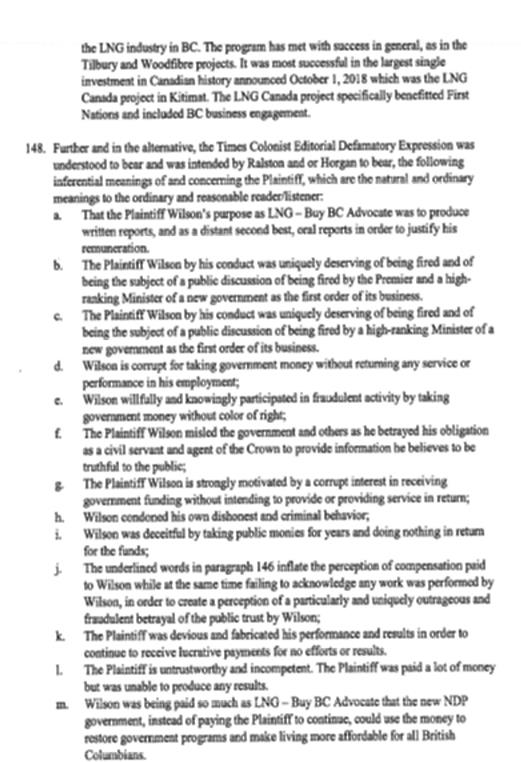 the LNG industry in BC. The program has met with success in general, as in the
Tilbury and Woodfibre projects. It was most successful in the largest single
investment in Canadian history announced October 1, 2018 which was the LNG
Canada project in Kitimat. The LNG Canada project specifically benefitted First
Nations and included BC business engagement.
148. Further and in the alternative, the Times Colonist Editorial Defamatory Expression was
understood to bear and was intended by Ralston and or Horgan to bear, the following
inferential meanings of and concerning the Plaintiff, which are the natural and ordinary
meanings to the ordinary and reasonable reader/listener:
a. That the Plaintiff Wilson's purpose as LNG – Buy BC Advocate was to produce
written reports, and as a distant second best, oral reports in order to justify his
remuneration.
b. The Plaintiff Wilson by his conduct was uniquely deserving of being fired and of
being the subject of a public discussion of being fired by the Premier and a high-
ranking Minister of a new government as the first order of its business.
c. The Plaintiff Wilson by his conduct was uniquely deserving of being fired and of
being the subject of a public discussion of being fired by a high-ranking Minister of a
new government as the first order of its business.
d. Wilson is corrupt for taking government money without returning any service or
performance in his employment;
e. Wilson willfully and knowingly participated in fraudulent activity by taking
government money without color of right;
f. The Plaintiff Wilson misled the government and others as he betrayed his obligation
as a civil servant and agent of the Crown to provide information he believes to be
truthful to the public;
g. The Plaintiff Wilson is strongly motivated by a corrupt interest in receiving
government funding without intending to provide or providing service in return;
h. Wilson condoned his own dishonest and criminal behavior;
i. Wilson was deceitful by taking public monies for years and doing nothing in return
for the funds;
j. The underlined words in paragraph 146 inflate the perception of compensation paid
to Wilson while at the same time failing to acknowledge any work was performed by
Wilson, in order to create a perception of a particularly and uniquely outrageous and
fraudulent betrayal of the public trust by Wilson;
k. The Plaintiff was devious and fabricated his performance and results in order to
continue to receive lucrative payments for no efforts or results.
l. The Plaintiff is untrustworthy and incompetent. The Plaintiff was paid a lot of money
but was unable to produce any results.
m. Wilson was being paid so much as LNG – Buy BC Advocate that the new NDP
government, instead of paying the Plaintiff to continue, could use the money to
restore government programs and make living more affordable for all British
Columbians.